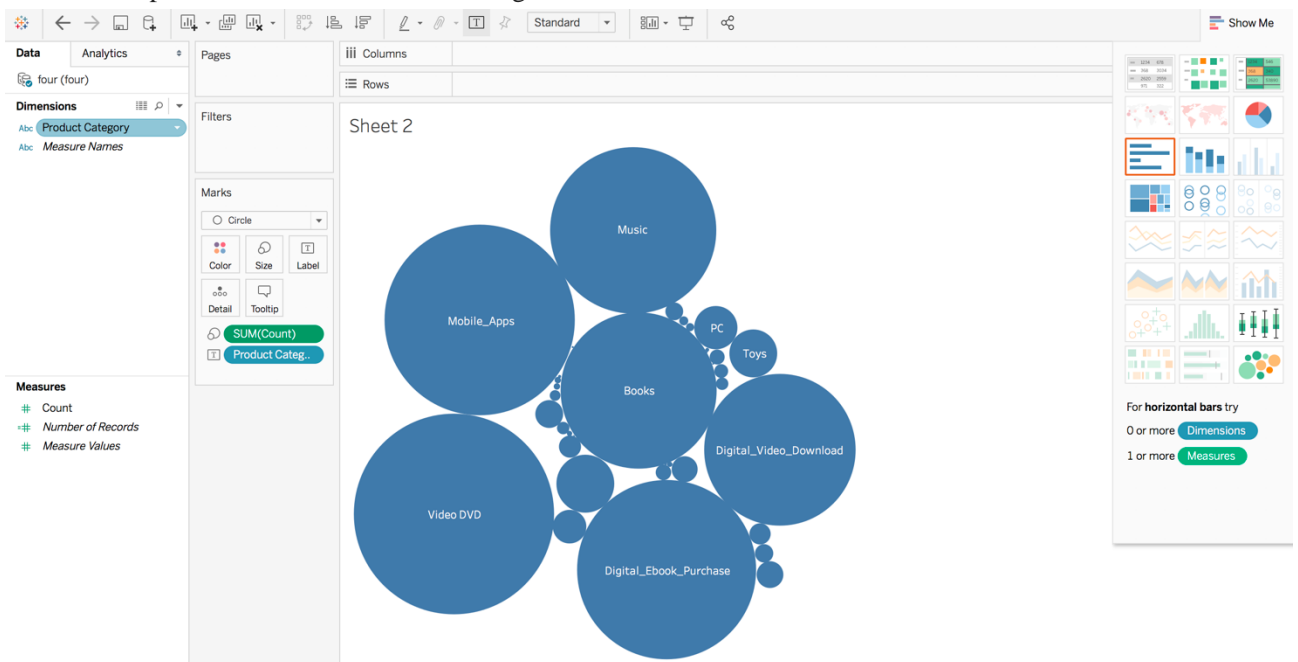 Standard
Show Me
Data
Analytics
Pages
Columns
four (four)
Rows
Dimensions
Filters
Abc Product Category
Abc Measure Names
Sheet 2
Marks
Circle
Color
Size
Label
Detail
Tooltip
SUM(Count)
Product Categ..
Measures
Count
Number of Records
Measure Values
Music
Mobile_Apps
PC
Toys
Books
Digital_Video_Download
Video DVD
Digital_Ebook_Purchase
For horizontal bars try
0 or more Dimensions
1 or more Measures